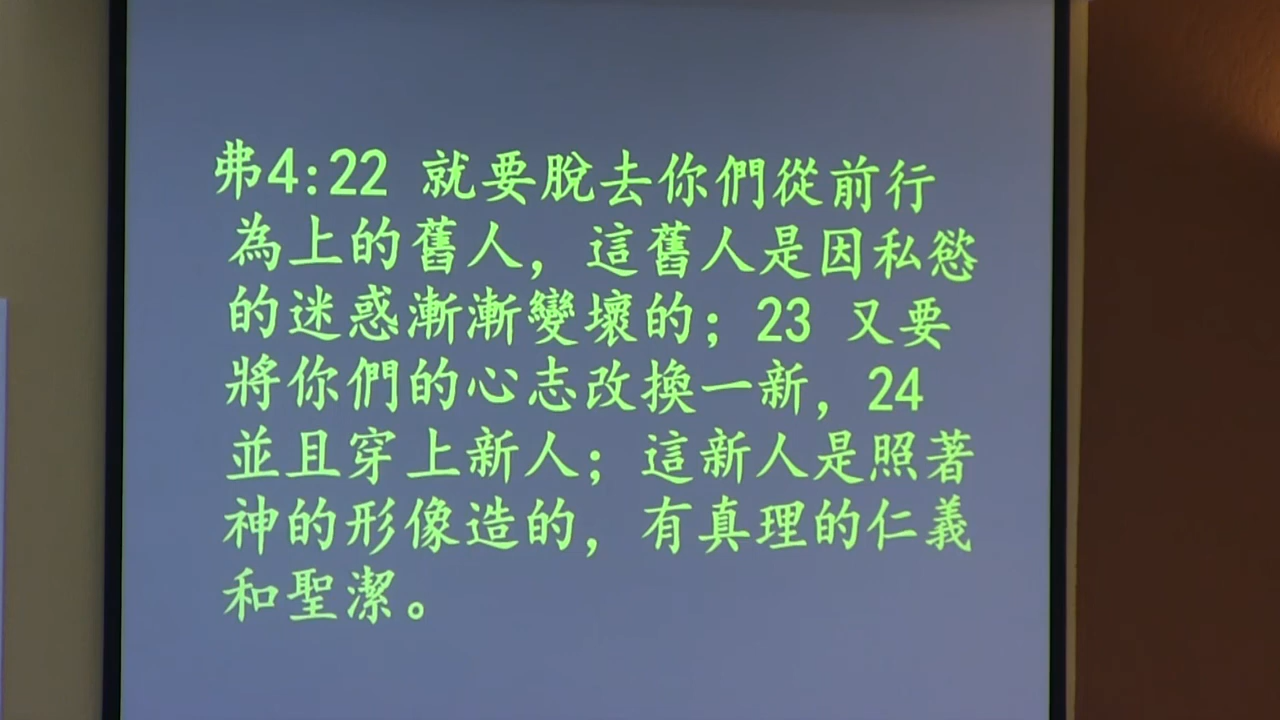 弗4:22 就要脫去你們從前行
為上的舊人，這舊人是因私慾
的迷惑漸漸變壞的；23 又要
將你們的心志改換一新，24
並且穿上新人；這新人是照著
神的形像造的，有真理的仁義
和聖潔。